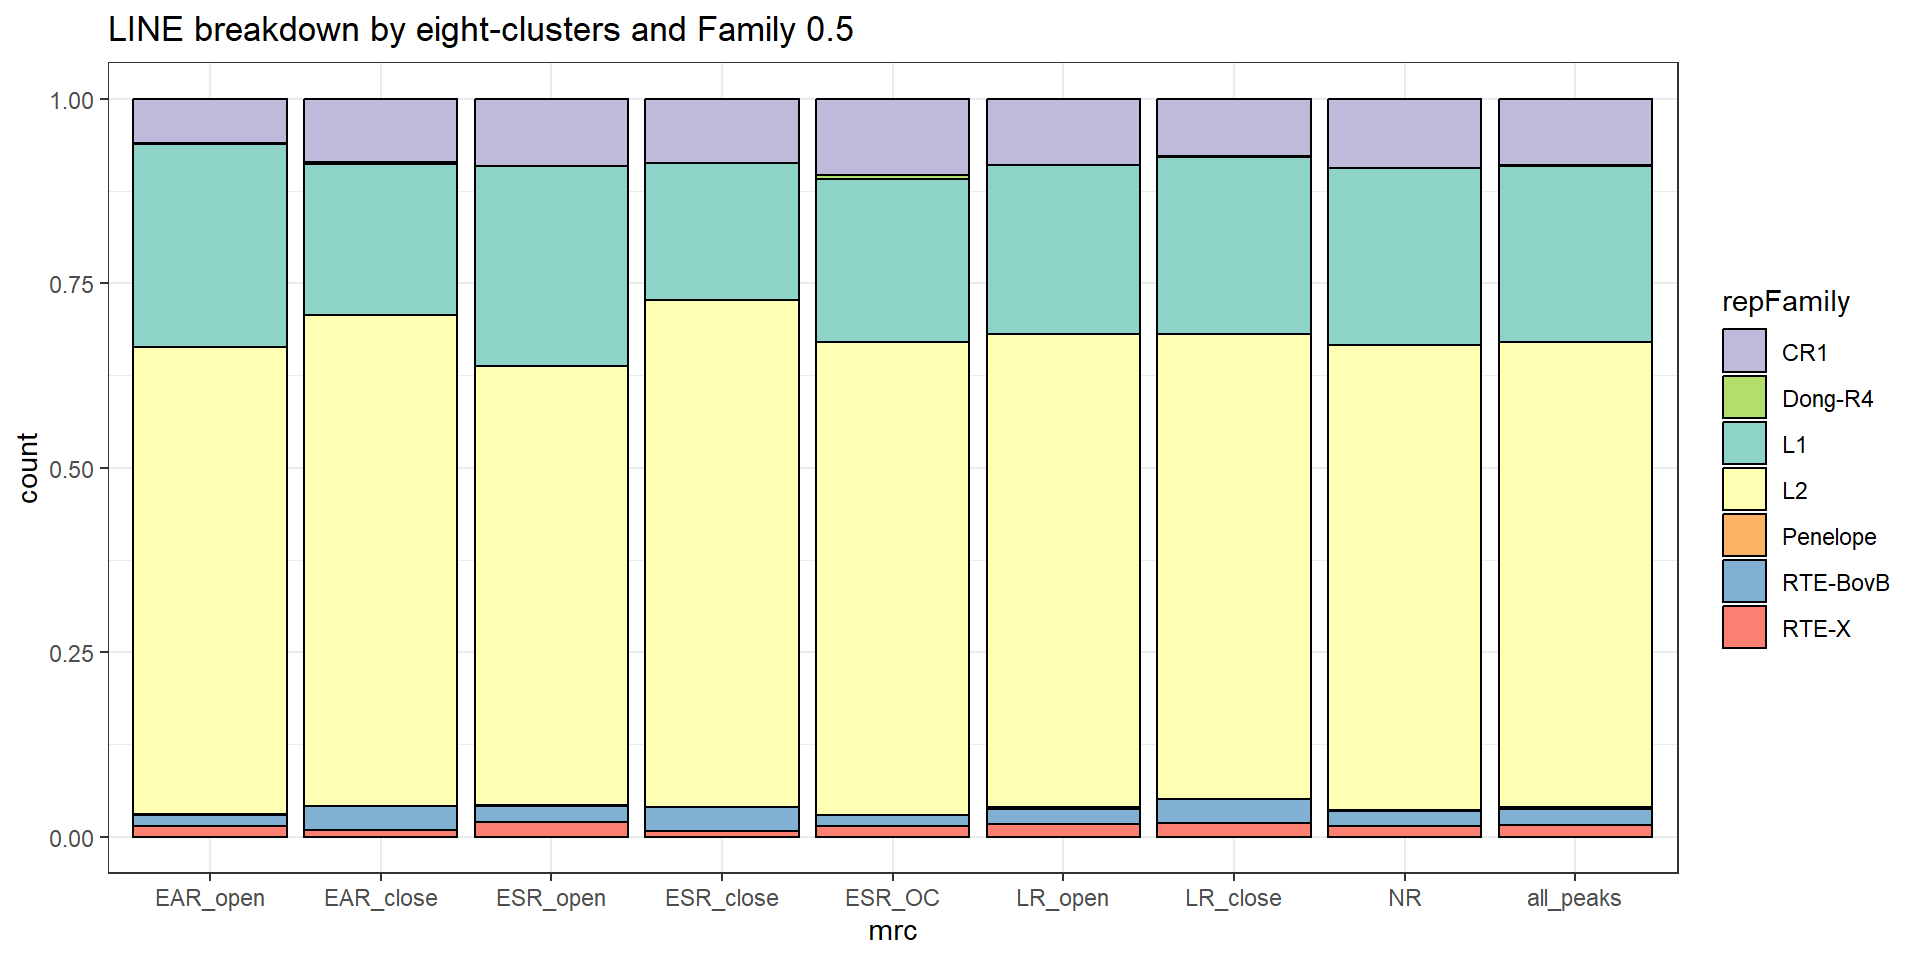 LINE breakdown by eight-clusters and Family 0.5
1.00
0.75
0.50
0.25
0.00
count
EAR_open
EAR_close
ESR_open
ESR_close
ESR_OC
LR_open
LR_close
NR
all_peaks
mrc
repFamily
CR1
Dong-R4
L1
L2
Penelope
RTE-BovB
RTE-X